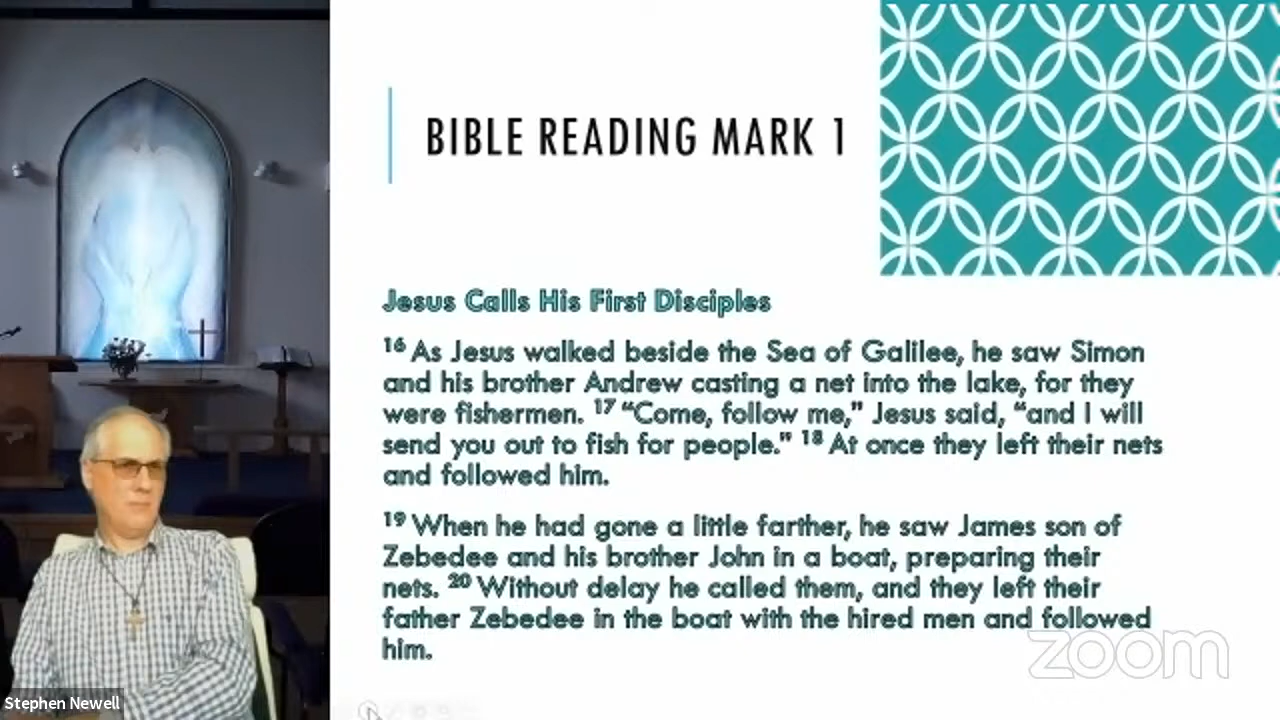 BIBLE READING MARK 1
Jesus Calls His First Disciples
16 As Jesus walked beside the Sea of Galilee, he saw Simon
and his brother Andrew casting a net into the lake, for they
were fishermen. 17 “Come, follow me,” Jesus said, “and I will
send you out to fish for people.” 18 At once they left their nets
and followed him.
19 When he had gone a little farther, he saw James son of
Zebedee and his brother John in a boat, preparing their
nets. 20 Without delay he called them, and they left their
father Zebedee in the boat with the hired men and followed
him.
zoom
Stephen Newell